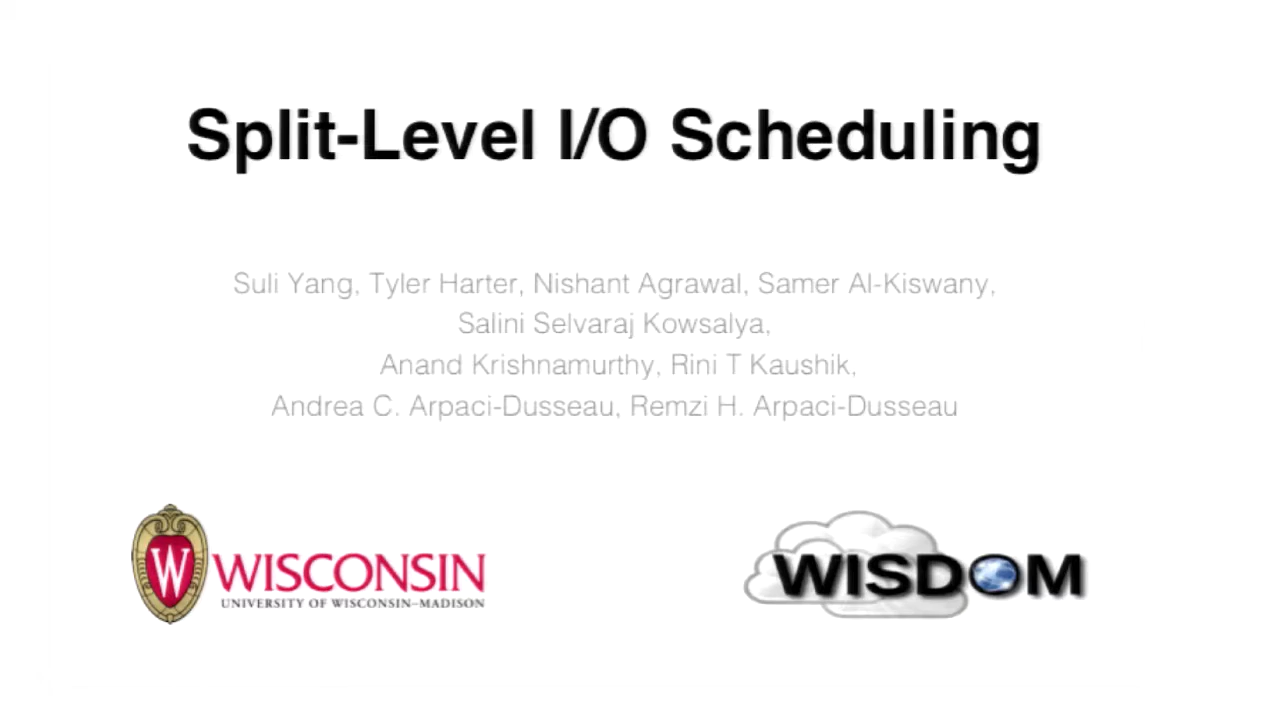 Split-Level I/O Scheduling
Suli Yang, Tyler Harter, Nishant Agrawal, Samer Al-Kiswany,
Salini Selvaraj Kowsalya,
Anand Krishnamurthy, Rini T Kaushik,
Andrea C. Arpaci-Dusseau, Remzi H. Arpaci-Dusseau
W WISCONSIN
UNIVERSITY OF WISCONSIN–MADISON
WISDOM